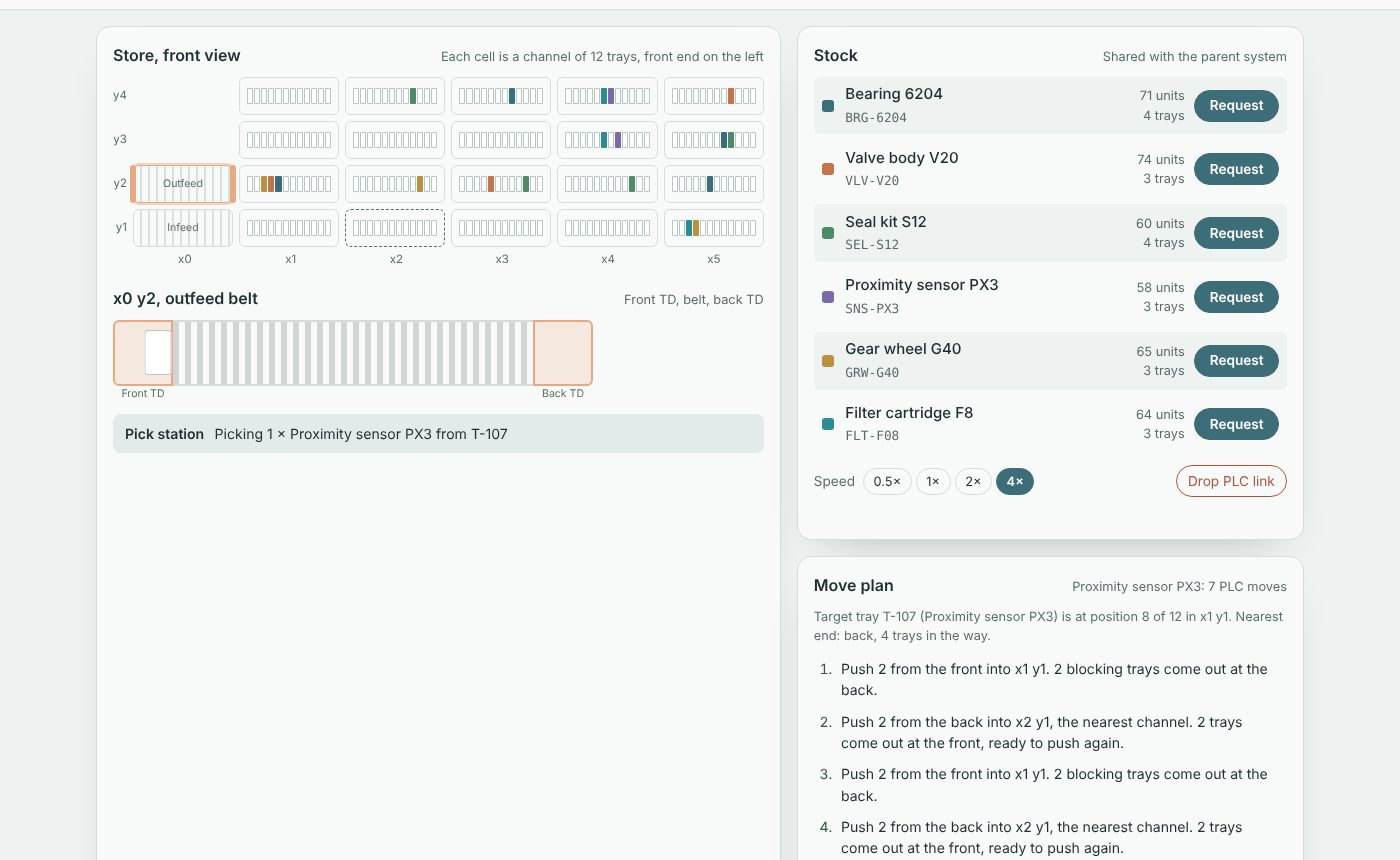 Store, front view
Each cell is a channel of 12 trays, front end on the left
y4
y3
y2
Outfeed
y1
Infeed
x0 x1 x2 x3 x4 x5
x0 y2, outfeed belt
Front TD, belt, back TD
Front TD
Back TD
Pick station Picking 1 × Proximity sensor PX3 from T-107
Stock
Shared with the parent system
Bearing 6204
BRG-6204
71 units
4 trays
Request
Valve body V20
VLV-V20
74 units
3 trays
Request
Seal kit S12
SEL-S12
60 units
4 trays
Request
Proximity sensor PX3
SNS-PX3
58 units
3 trays
Request
Gear wheel G40
GRW-G40
65 units
3 trays
Request
Filter cartridge F8
FLT-F08
64 units
3 trays
Request
Speed 0.5× 1× 2× 4×
Drop PLC link
Move plan
Proximity sensor PX3: 7 PLC moves
Target tray T-107 (Proximity sensor PX3) is at position 8 of 12 in x1 y1. Nearest
end: back, 4 trays in the way.
1. Push 2 from the front into x1 y1. 2 blocking trays come out at the
back.
2. Push 2 from the back into x2 y1, the nearest channel. 2 trays
come out at the front, ready to push again.
3. Push 2 from the front into x1 y1. 2 blocking trays come out at the
back.
4. Push 2 from the back into x2 y1, the nearest channel. 2 trays
come out at the front, ready to push again.